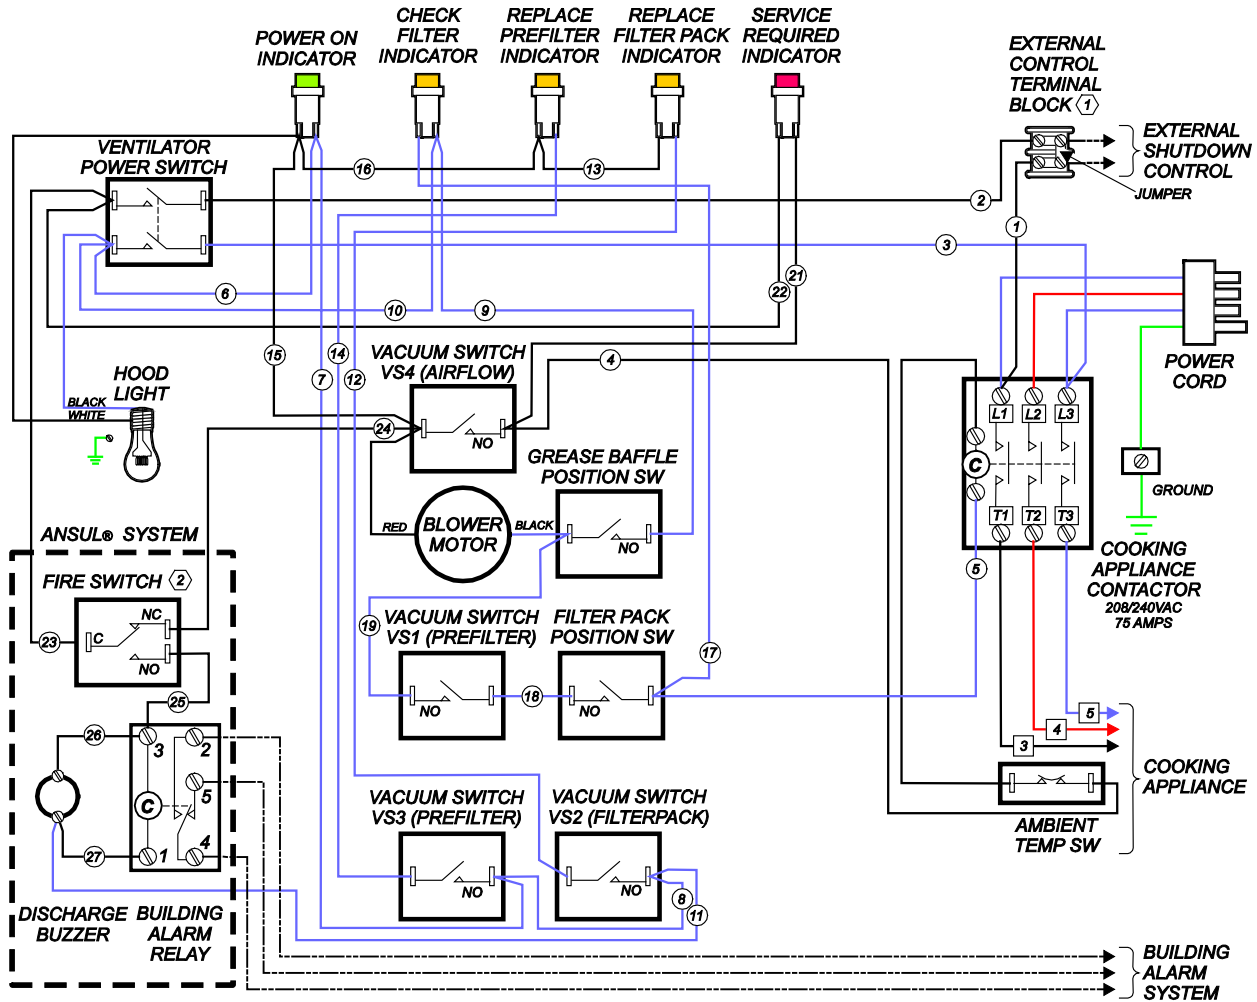 POWER ON
INDICATOR
CHECK
FILTER
INDICATOR
REPLACE
PREFILTER
INDICATOR
REPLACE
FILTER PACK
INDICATOR
SERVICE
REQUIRED
INDICATOR
EXTERNAL
CONTROL
TERMINAL
BLOCK 1
EXTERNAL
SHUTDOWN
CONTROL
JUMPER
VENTILATOR
POWER SWITCH
16
13
2
1
3
6
10
9
22
21
15
14
7
12
4
VACUUM SWITCH
VS4 (AIRFLOW)
NO
24
HOOD
LIGHT
BLACK
WHITE
POWER
CORD
L1
L2
L3
C
T1
T2
T3
GROUND
COOKING
APPLIANCE
CONTACTOR
208/240VAC
75 AMPS
5
GREASE BAFFLE
POSITION SW
NO
RED
BLOWER
MOTOR
BLACK
ANSUL® SYSTEM
FIRE SWITCH 2
NC
C
NO
23
25
19
VACUUM SWITCH
VS1 (PREFILTER)
NO
18
FILTER PACK
POSITION SW
NO
17
26
27
3
2
5
C
1
4
DISCHARGE
BUZZER
BUILDING
ALARM
RELAY
VACUUM SWITCH
VS3 (PREFILTER)
NO
VACUUM SWITCH
VS2 (FILTERPACK)
NO
8
11
5
4
3
COOKING
APPLIANCE
AMBIENT
TEMP SW
BUILDING
ALARM
SYSTEM